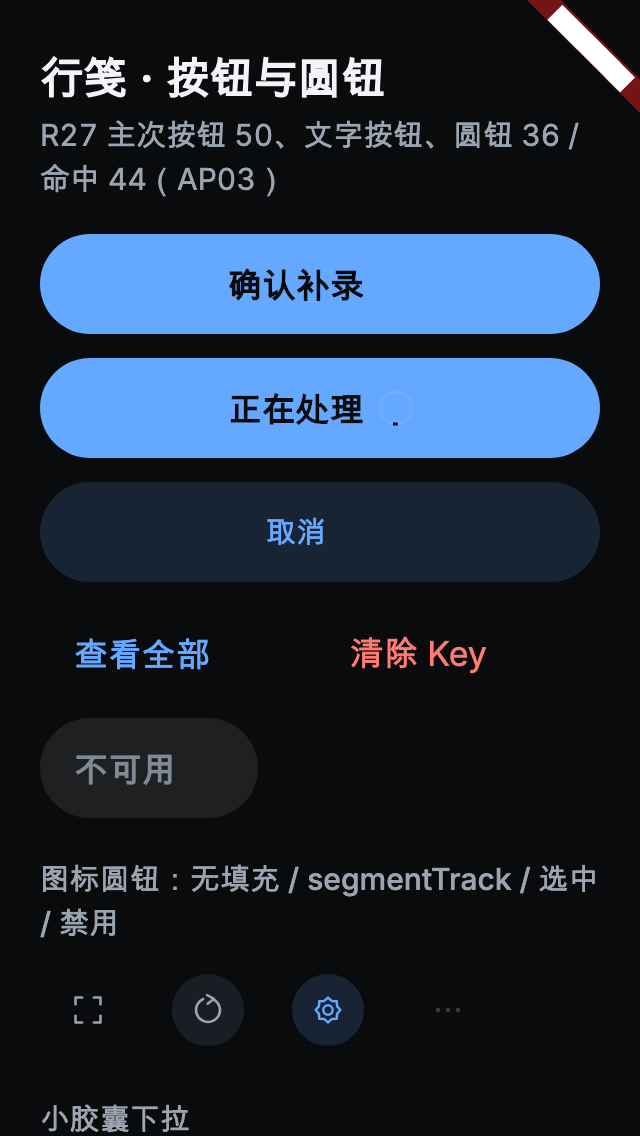 行笺 · 按钮与圆钮
R27 主次按钮 50、文字按钮、圆钮 36 /
命中 44 ( AP03 )
确认补录
正在处理
取消
查看全部 清除 Key
不可用
图标圆钮：无填充 / segmentTrack / 选中
/ 禁用
小胶囊下拉